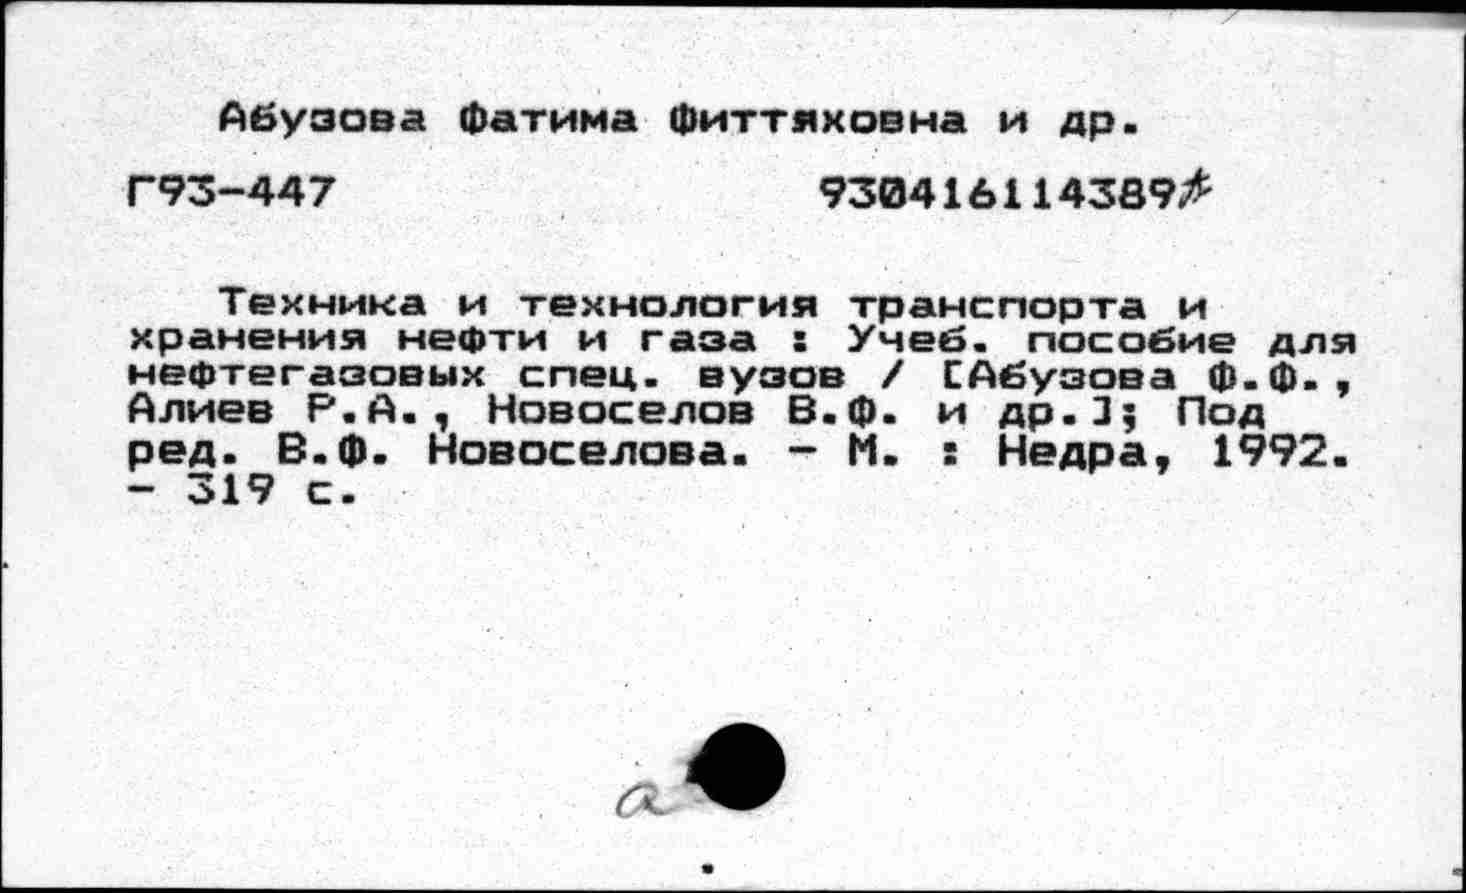 Абузова Фатима Фиттяховна и др.
Г93-447 930416114389*
Техника и технология транспорта и
хранения нефти и газа : Учеб. пособие для
нефтегазовых спец. вузов / [Абузова Ф.Ф.,
Алиев Р.А., Новоселов В.Ф. и др.]; Под
ред. В.Ф. Новоселова. - М. : Недра, 1992.
- 319 с.
а